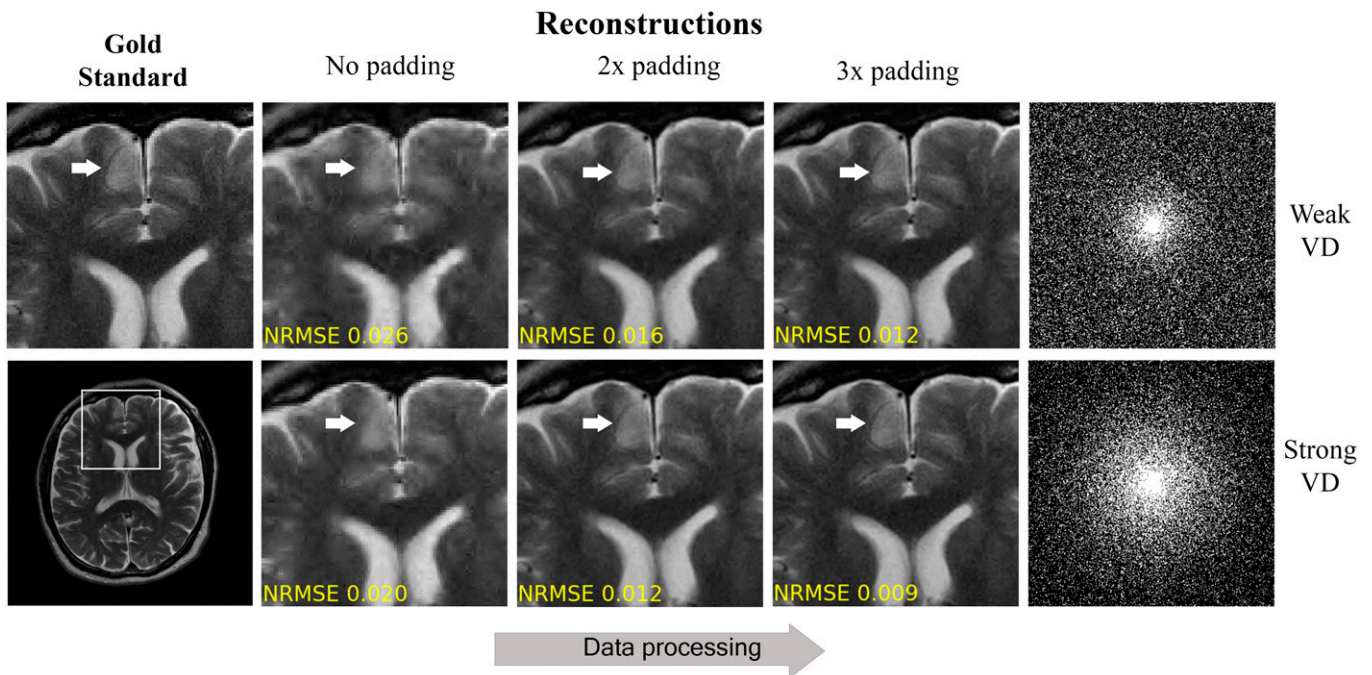 Reconstructions
Gold
Standard
No padding
2x padding
3x padding
NRMSE 0.026
NRMSE 0.016
NRMSE 0.012
Weak
VD
NRMSE 0.020
NRMSE 0.012
NRMSE 0.009
Strong
VD
Data processing